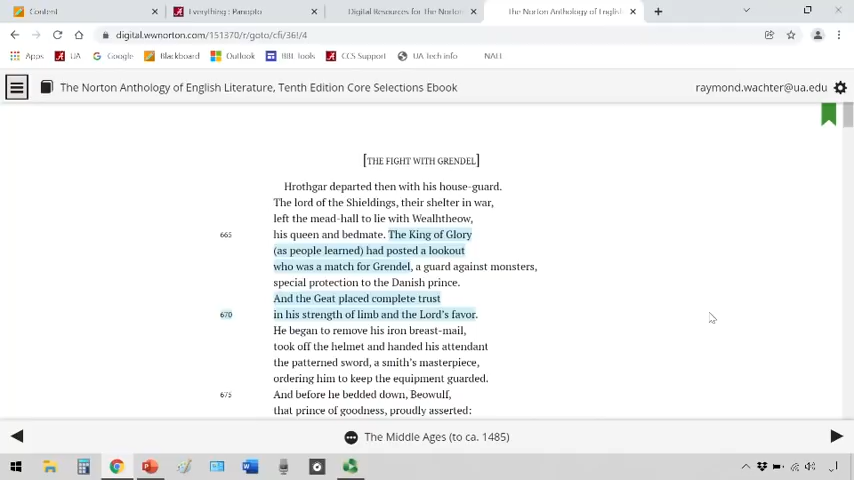 Content
Everything : Panopto
Digital Resources for The Norton
The Norton Anthology of English
digital.wwnorton.com/151370/r/goto/cfi/36!/4
Apps UA Google Blackboard Outlook BUI Tools CCS Support UA Tech info NAEI
The Norton Anthology of English Literature, Tenth Edition Core Selections Ebook
raymond.wachter@ua.edu
[THE FIGHT WITH GRENDEL]
Hrothgar departed then with his house-guard.
The lord of the Shieldings, their shelter in war,
left the mead-hall to lie with Wealhtheow,
665 his queen and bedmate. The King of Glory
(as people learned) had posted a lookout
who was a match for Grendel, a guard against monsters,
special protection to the Danish prince.
And the Geat placed complete trust
670 in his strength of limb and the Lord's favor.
He began to remove his iron breast-mail,
took off the helmet and handed his attendant
the patterned sword, a smith's masterpiece,
ordering him to keep the equipment guarded.
675 And before he bedded down, Beowulf,
that prince of goodness, proudly asserted:
The Middle Ages (to ca. 1485)